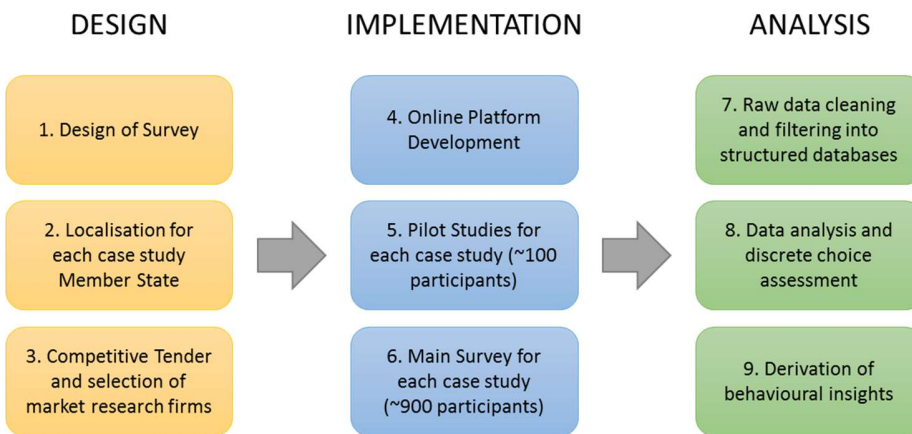 DESIGN
1. Design of Survey
2. Localisation for
each case study
Member State
3. Competitive Tender
and selection of
market research firms
IMPLEMENTATION
4. Online Platform
Development
5. Pilot Studies for
each case study (~100
participants)
6. Main Survey for
each case study
(~900 participants)
ANALYSIS
7. Raw data cleaning
and filtering into
structured databases
8. Data analysis and
discrete choice
assessment
9. Derivation of
behavioural insights